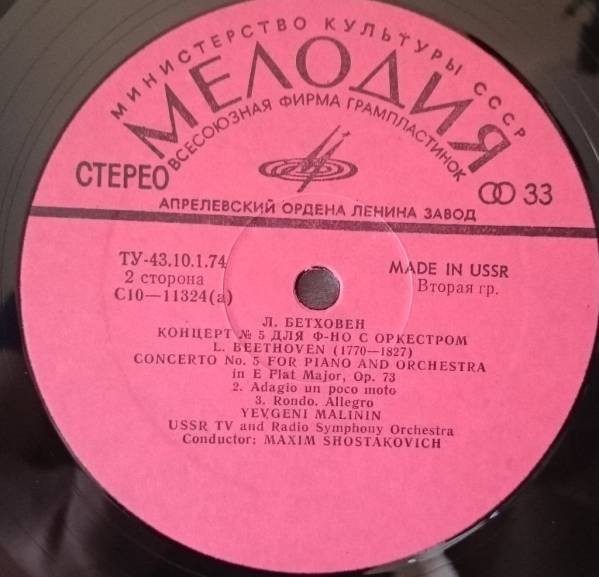 МИНИСТЕРСТВО КУЛЬТУРЫ СССР
МЕЛОДИЯ
ВСЕСОЮЗНАЯ ФИРМА ГРАМПЛАСТИНОК
СТЕРЕО
33
АПРЕЛЕВСКИЙ ОРДЕНА ЛЕНИНА ЗАВОД
ТУ-43.10.1.74
MADE IN USSR
2 сторона
Вторая гр.
С10—11324(а)
Л. БЕТХОВЕН
КОНЦЕРТ № 5 ДЛЯ Ф-НО С ОРКЕСТРОМ
L. BEETHOVEN (1770—1827)
CONCERTO No. 5 FOR PIANO AND ORCHESTRA
in E Flat Major, Op. 73
2. Adagio un poco moto
3. Rondo. Allegro
YEVGENI MALININ
USSR TV and Radio Symphony Orchestra
Conductor: MAXIM SHOSTAKOVICH